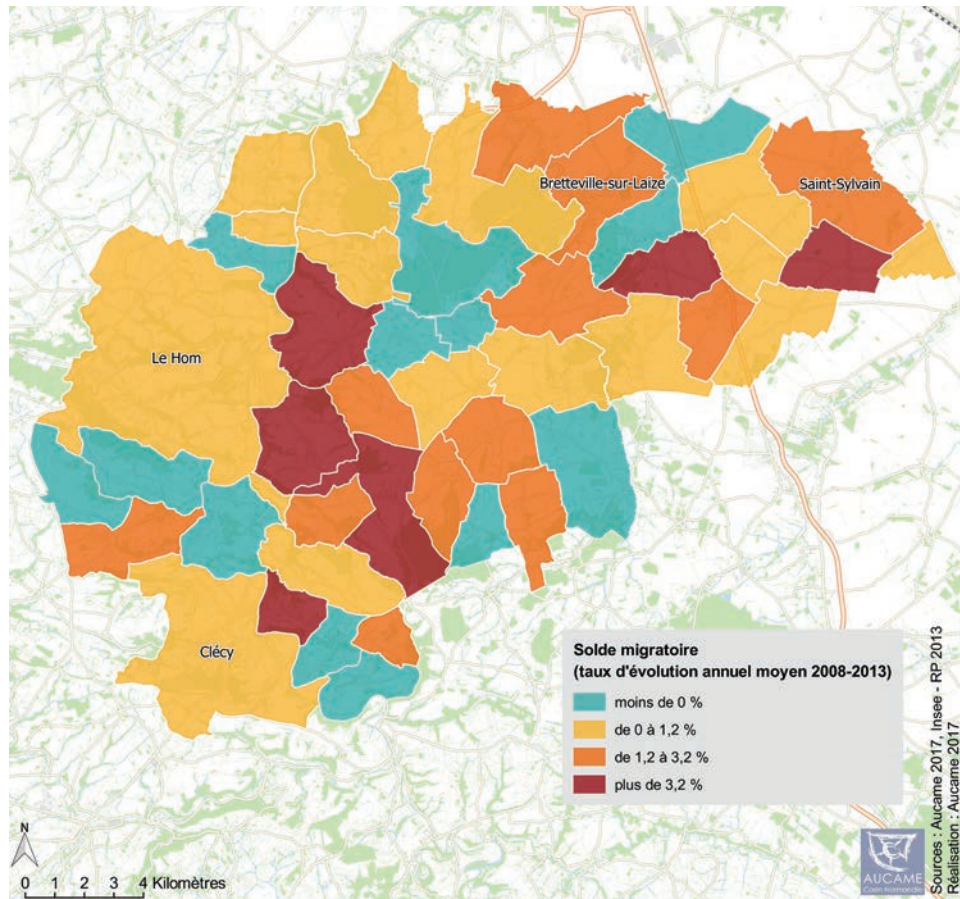 Bretteville-sur-Laize
Saint-Sylvain
Le Hom
Clécy
Solde migratoire
(taux d'évolution annuel moyen 2008-2013)
moins de 0 %
de 0 à 1,2 %
de 1,2 à 3,2 %
plus de 3,2 %
N
0 1 2 4 Kilomètres
AUCAME
Caen Normandie
Sources : Aucame 2017, Insee - RP 2013
Réalisation : Aucame 2017